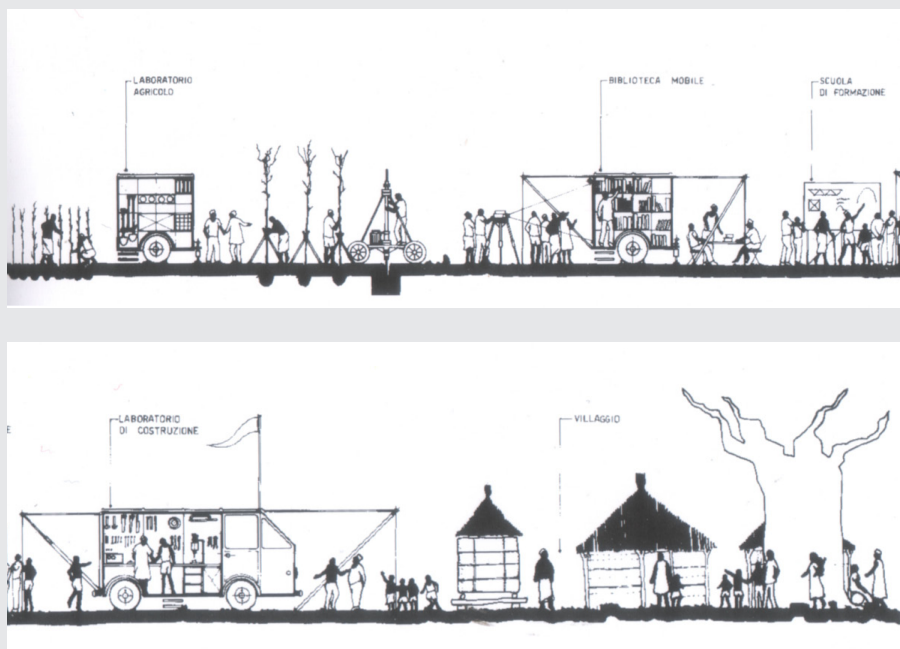 LABORATORIO
AGRICOLO
BIBLIOTECA MOBILE
SCUOLA
DI FORMAZIONE
E
LABORATORIO
DI COSTRUZIONE
VILLAGGIO